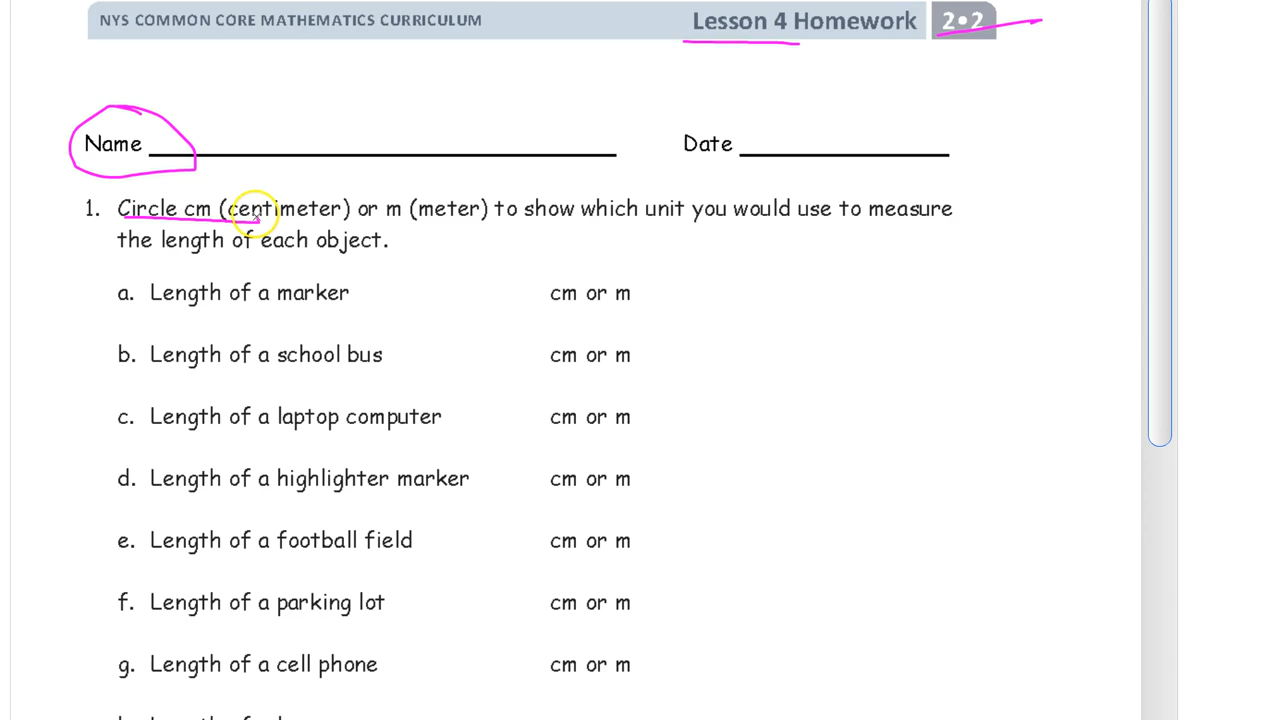 NYS COMMON CORE MATHEMATICS CURRICULUM Lesson 4 Homework 2•2
Name Date
1. Circle cm (centimeter) or m (meter) to show which unit you would use to measure
the length of each object.
a. Length of a marker cm or m
b. Length of a school bus cm or m
c. Length of a laptop computer cm or m
d. Length of a highlighter marker cm or m
e. Length of a football field cm or m
f. Length of a parking lot cm or m
g. Length of a cell phone cm or m